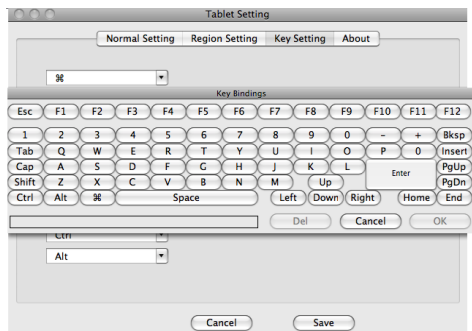 Tablet Setting
Normal Setting Region Setting Key Setting About
⌘
Key Bindings
Esc F1 F2 F3 F4 F5 F6 F7 F8 F9 F10 F11 F12
1 2 3 4 5 6 7 8 9 0 - + Bksp
Tab Q W E R T Y U I O P 0 Insert
Cap A S D F G H J K L Enter PgUp
Shift Z X C V B N M Up PgDn
Ctrl Alt ⌘ Space Left Down Right Home End
Del Cancel OK
Ctrl
Alt
Cancel Save